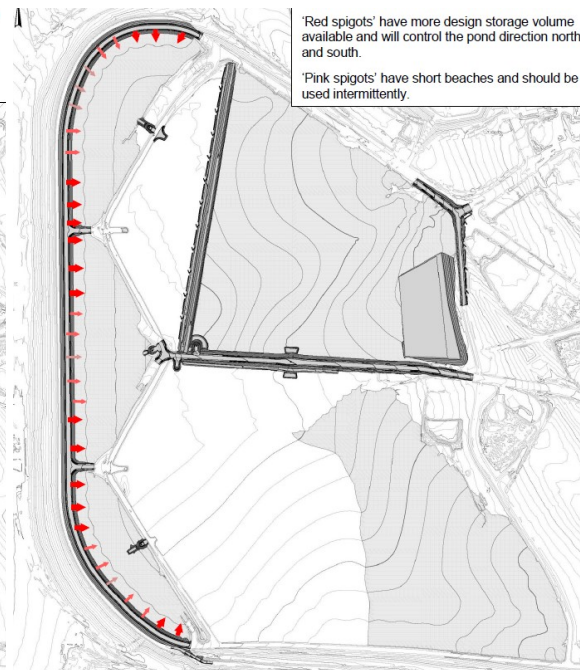 ‘Red spigots’ have more design storage volume
available and will control the pond direction north
and south.
‘Pink spigots’ have short beaches and should be
used intermittently.